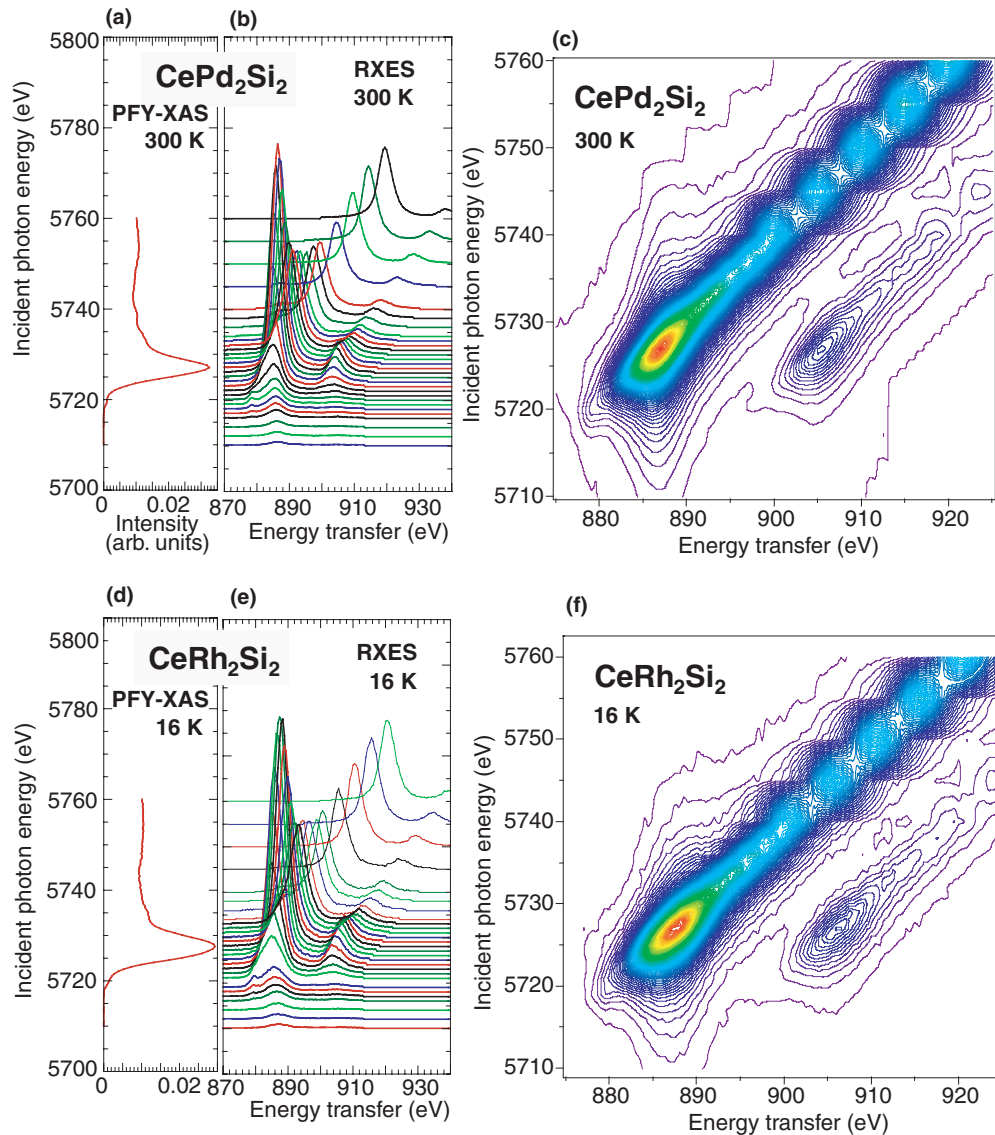 (a)
(b)
CePd2Si2
PFY-XAS
300 K
RXES
300 K
5800
5780
5760
5740
5720
5700
Incident photon energy (eV)
0 0.02
Intensity
(arb. units)
870 890 910 930
Energy transfer (eV)
(c)
CePd2Si2
300 K
5760
5750
5740
5730
5720
5710
Incident photon energy (eV)
880 890 900 910 920
Energy transfer (eV)
(d)
(e)
CeRh2Si2
PFY-XAS
16 K
RXES
16 K
5800
5780
5760
5740
5720
5700
Incident photon energy (eV)
0 0.02
870 890 910 930
Energy transfer (eV)
(f)
CeRh2Si2
16 K
5760
5750
5740
5730
5720
5710
Incident photon energy (eV)
880 890 900 910 920
Energy transfer (eV)